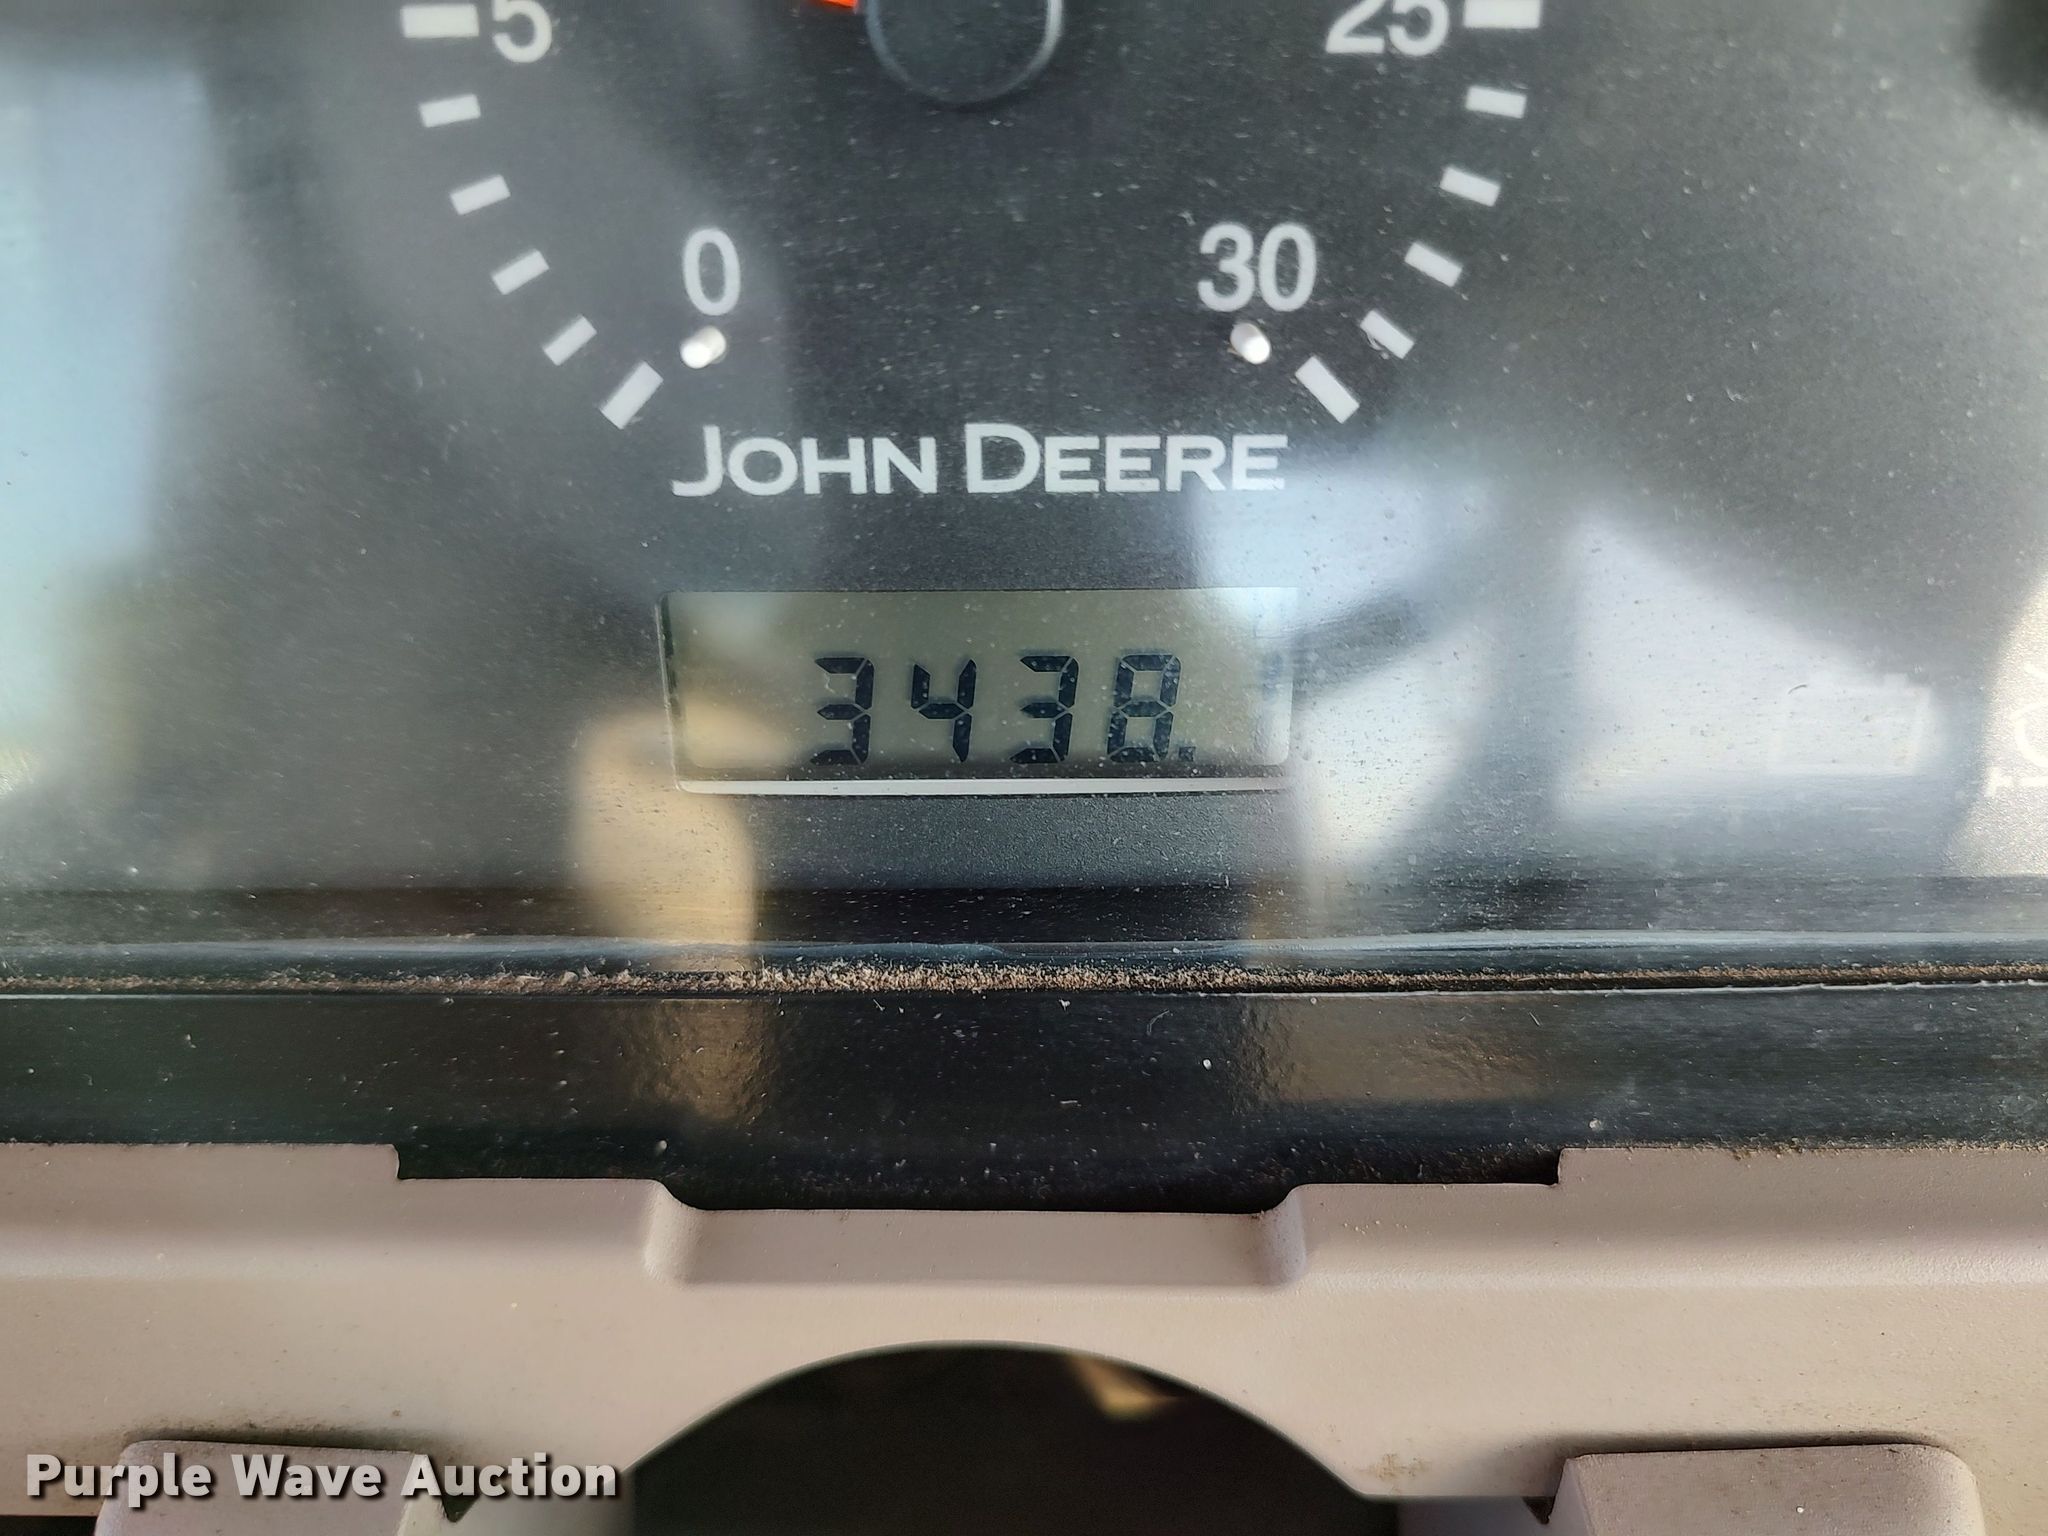 5 25
0 30
JOHN DEERE
3438.
Purple Wave Auction